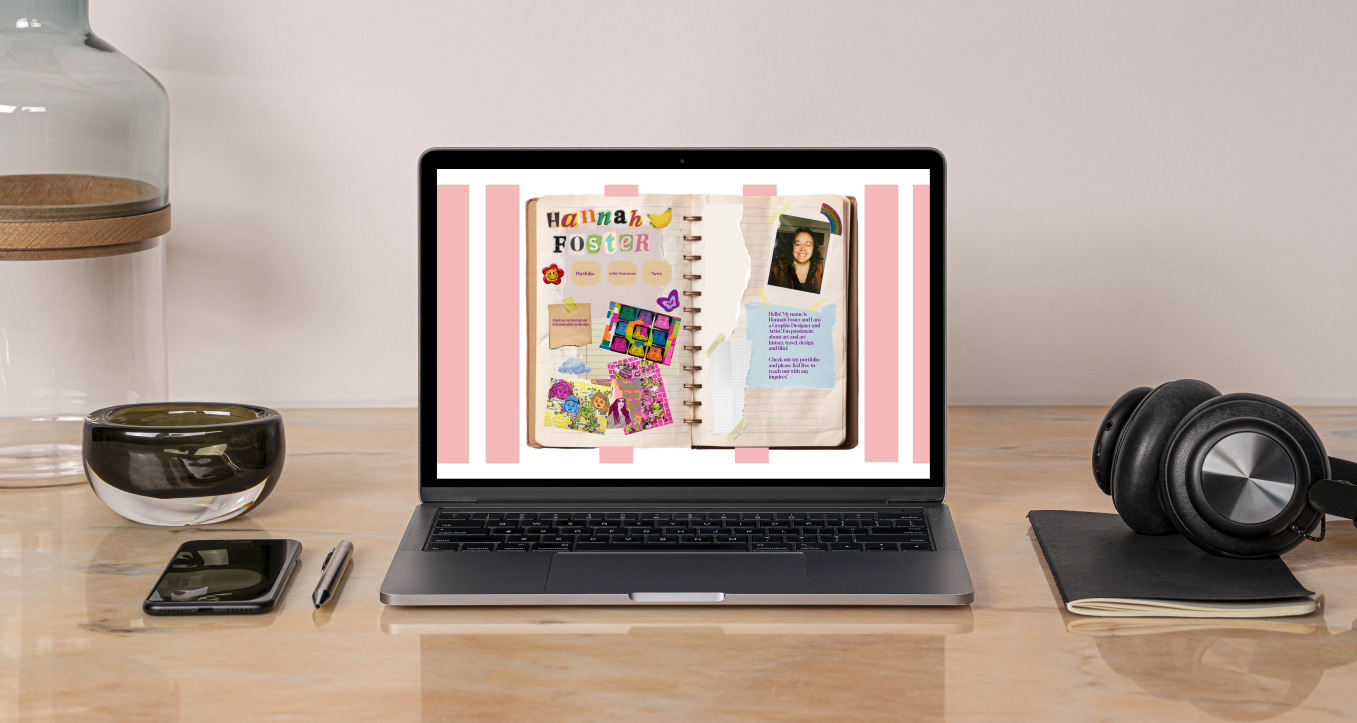 Hannah
FOSTER
Portfolio
Artist Statement
News
Hello! My name is
Hannah Foster and I am
a Graphic Designer and
Artist! I'm passionate
about art and art
history, travel, design,
and film!
Check out my portfolio
and please feel free to
reach out with any
inquires!